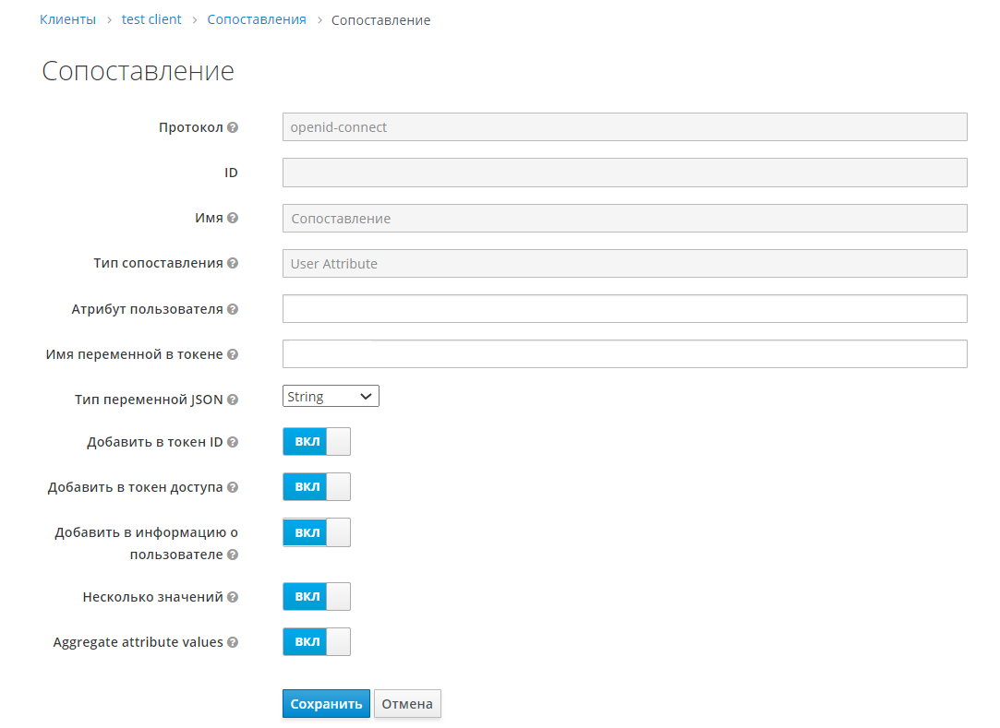 Клиенты > test client > Сопоставления > Сопоставление
Сопоставление
Протокол ? openid-connect
ID
Имя ? Сопоставление
Тип сопоставления ? User Attribute
Атрибут пользователя ?
Имя переменной в токене ?
Тип переменной JSON ? String
Добавить в токен ID ? ВКЛ
Добавить в токен доступа ? ВКЛ
Добавить в информацию о ВКЛ
пользователе ?
Несколько значений ? ВКЛ
Aggregate attribute values ? ВКЛ
Сохранить Отмена